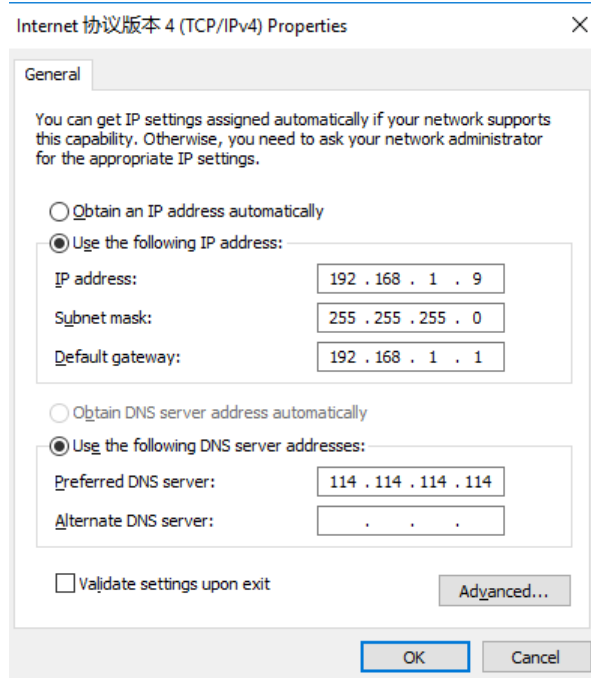 Internet 协议版本 4 (TCP/IPv4) Properties
General
You can get IP settings assigned automatically if your network supports
this capability. Otherwise, you need to ask your network administrator
for the appropriate IP settings.
Obtain an IP address automatically
Use the following IP address:
IP address: 192 . 168 . 1 . 9
Subnet mask: 255 . 255 . 255 . 0
Default gateway: 192 . 168 . 1 . 1
Obtain DNS server address automatically
Use the following DNS server addresses:
Preferred DNS server: 114 . 114 . 114 . 114
Alternate DNS server: . . .
Validate settings upon exit
Advanced...
OK Cancel